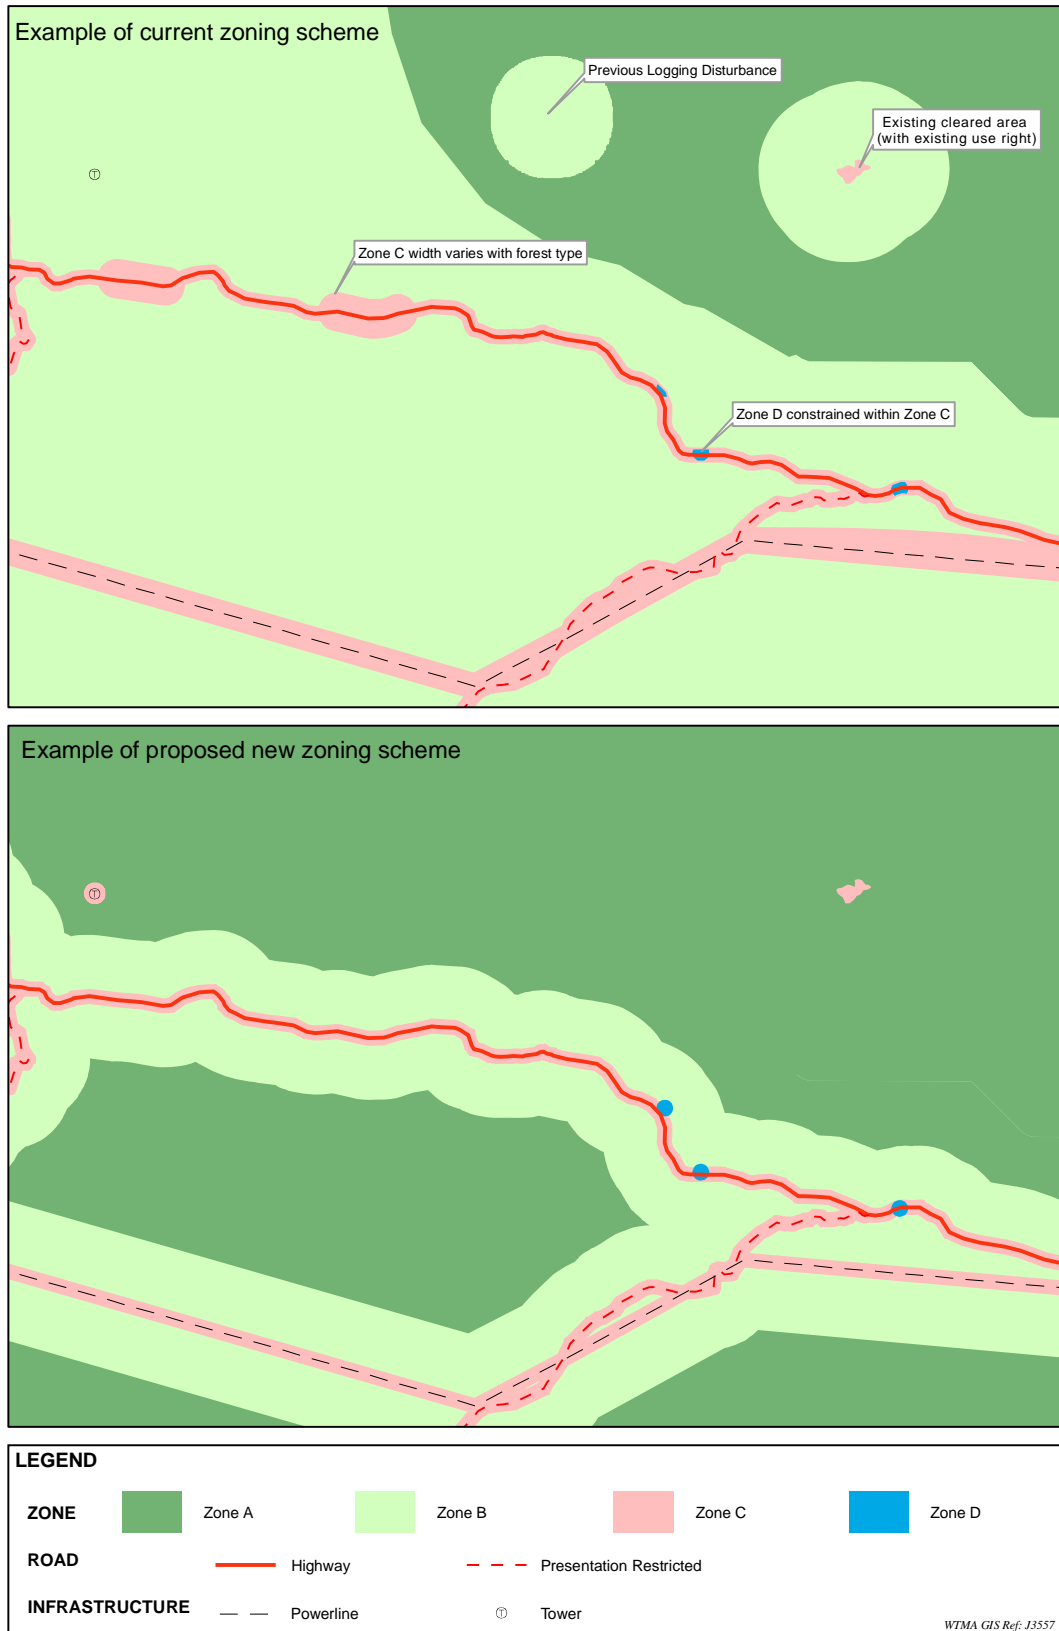 Example of current zoning scheme
Previous Logging Disturbance
Existing cleared area
(with existing use right)
T
Zone C width varies with forest type
Zone D constrained within Zone C
Example of proposed new zoning scheme
T
LEGEND
ZONE Zone A Zone B Zone C Zone D
ROAD Highway Presentation Restricted
INFRASTRUCTURE Powerline T Tower
WTMA GIS Ref: J3557